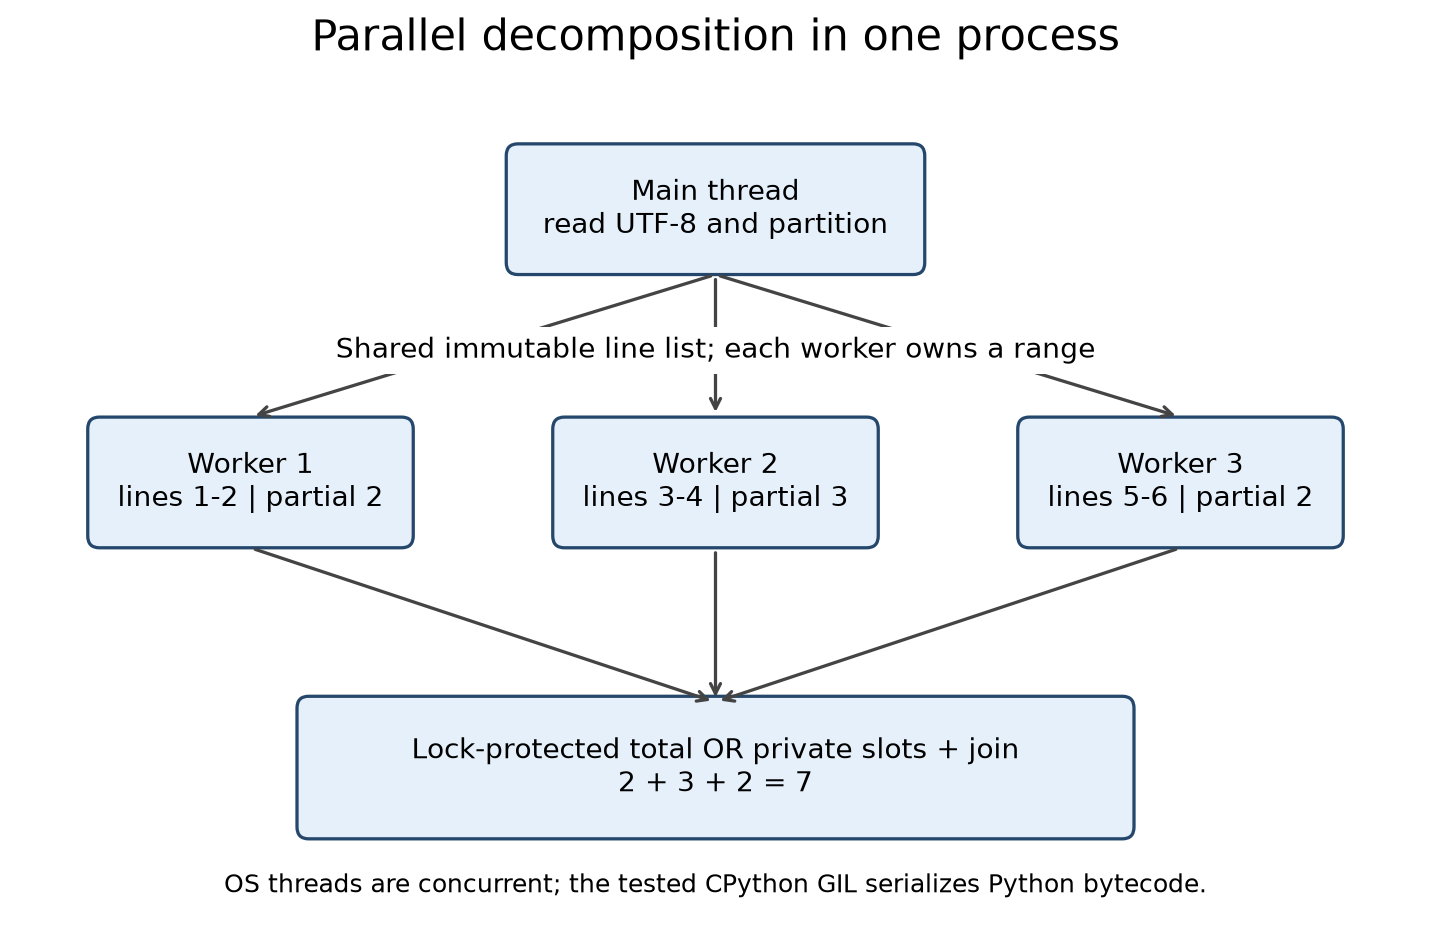 Parallel decomposition in one process
Main thread
read UTF-8 and partition
Shared immutable line list; each worker owns a range
Worker 1
lines 1-2 | partial 2
Worker 2
lines 3-4 | partial 3
Worker 3
lines 5-6 | partial 2
Lock-protected total OR private slots + join
2 + 3 + 2 = 7
OS threads are concurrent; the tested CPython GIL serializes Python bytecode.